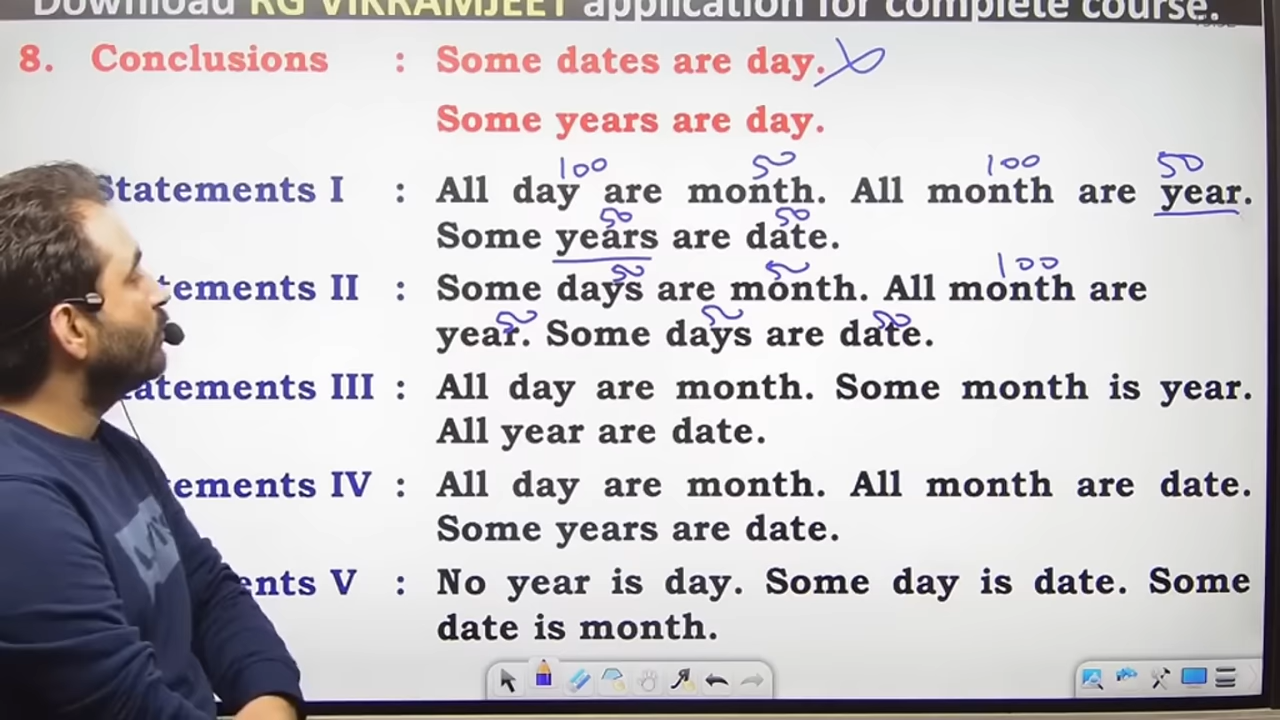 Download RG VIKRAMJEET application for complete course.
8. Conclusions : Some dates are day.
Some years are day.
100 50 100 50
Statements I : All day are month. All month are year.
50 50
Some years are date.
50 50 100
tements II : Some days are month. All month are
50 50 50
year. Some days are date.
atements III : All day are month. Some month is year.
All year are date.
ements IV : All day are month. All month are date.
Some years are date.
nts V : No year is day. Some day is date. Some
date is month.